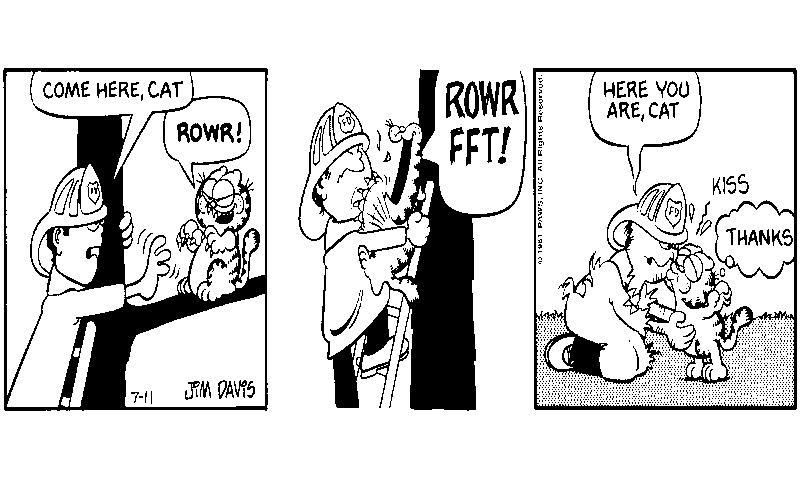 COME HERE, CAT
ROWR!
7-11
JIM DAVIS
ROWR
FFT!
© 1981 PAWS, INC. All Rights Reserved.
HERE YOU
ARE, CAT
FD
KISS
THANKS